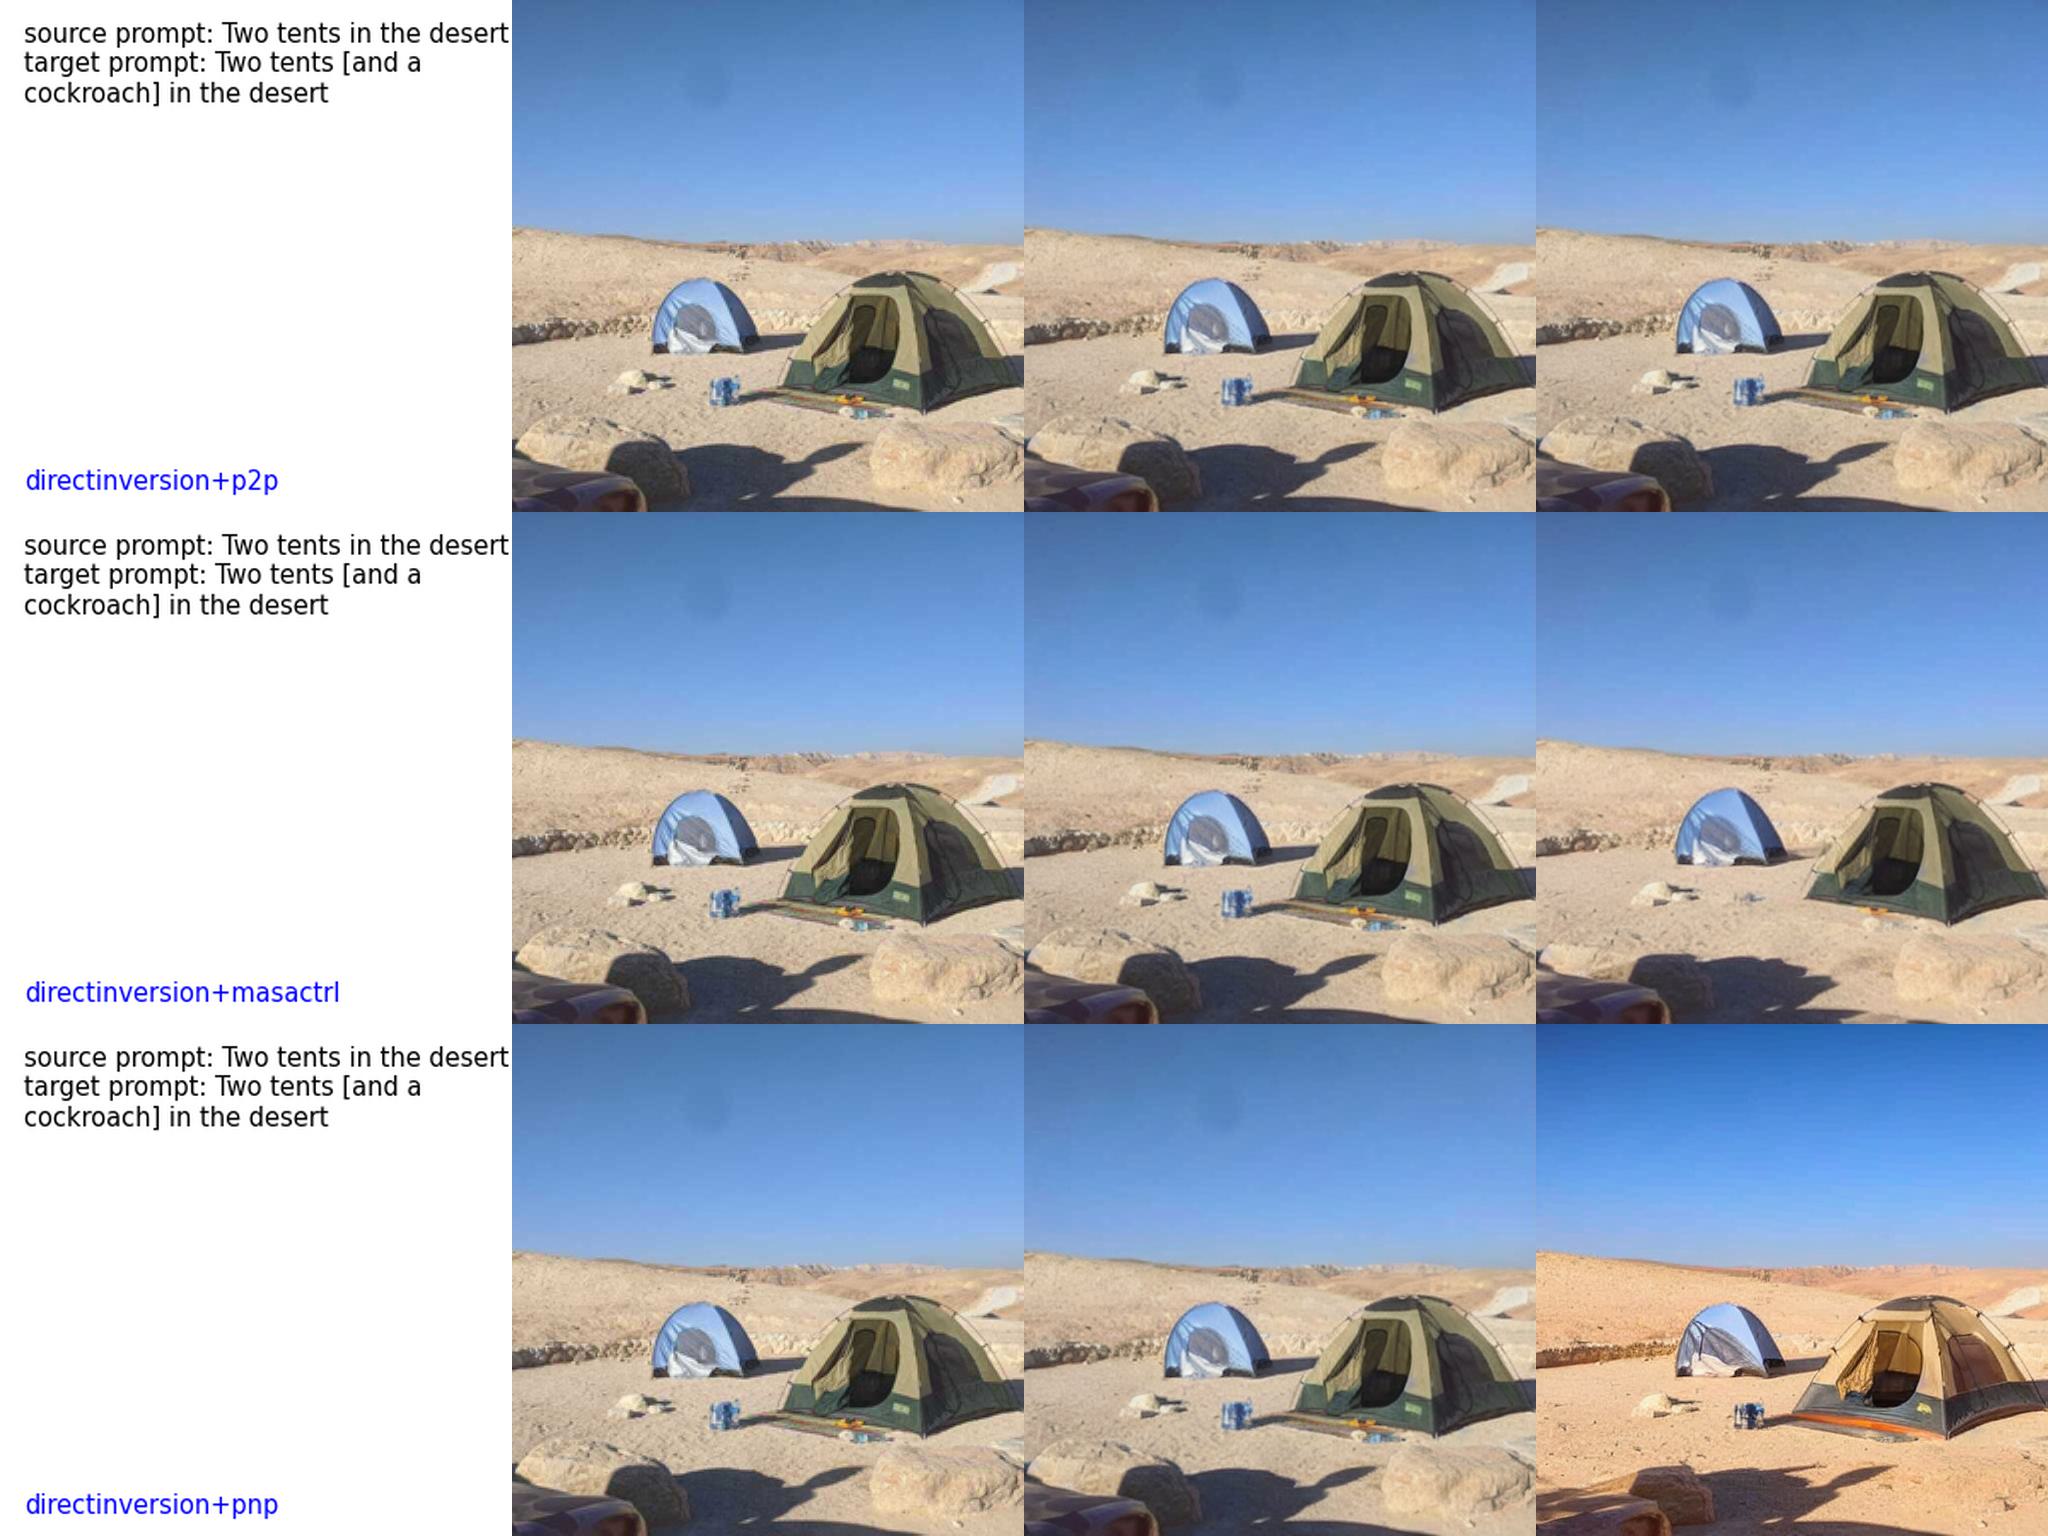 source prompt: Two tents in the desert
target prompt: Two tents [and a
cockroach] in the desert
directinversion+p2p
source prompt: Two tents in the desert
target prompt: Two tents [and a
cockroach] in the desert
directinversion+masactrl
source prompt: Two tents in the desert
target prompt: Two tents [and a
cockroach] in the desert
directinversion+pnp